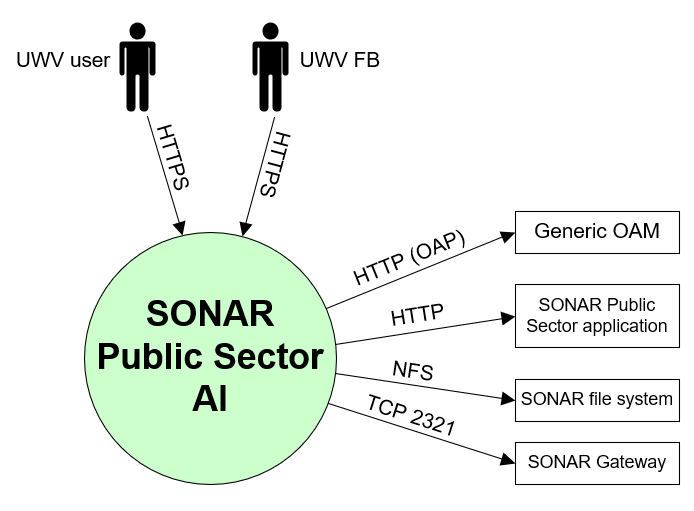 UWV user
UWV FB
HTTPS
HTTPS
SONAR
Public Sector
AI
HTTP (OAP)
Generic OAM
HTTP
SONAR Public
Sector application
NFS
SONAR file system
TCP 2321
SONAR Gateway